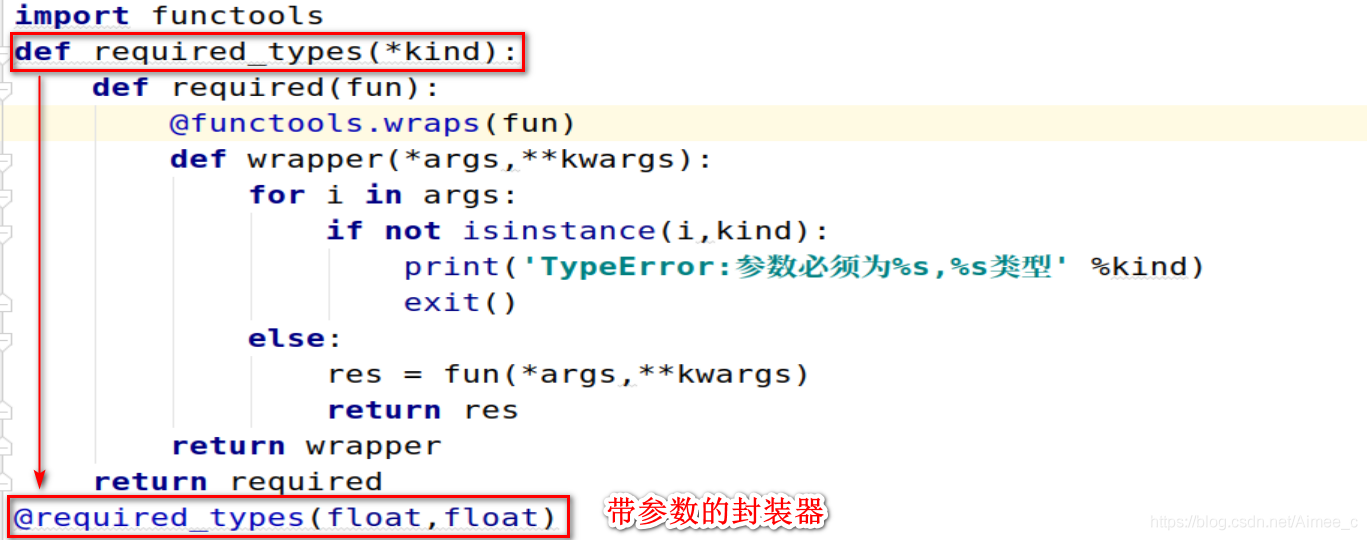 import functools
def required_types(*kind):
    def required(fun):
        @functools.wraps(fun)
        def wrapper(*args,**kwargs):
            for i in args:
                if not isinstance(i,kind):
                    print('TypeError:参数必须为%s,%s类型' %kind)
                    exit()
            else:
                res = fun(*args,**kwargs)
                return res
        return wrapper
    return required
@required_types(float,float)
带参数的封装器
https://blog.csdn.net/Aimee_c